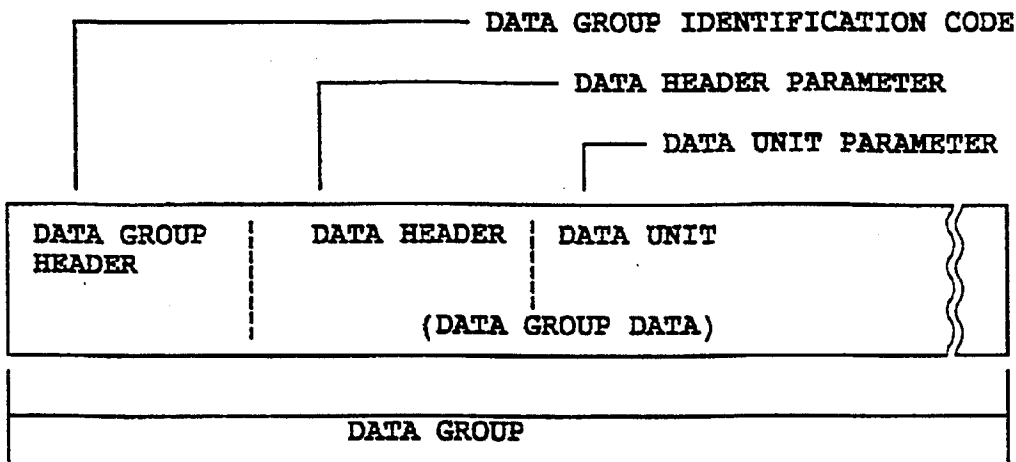 DATA GROUP IDENTIFICATION CODE
DATA HEADER PARAMETER
DATA UNIT PARAMETER
DATA GROUP HEADER
DATA HEADER
DATA UNIT
(DATA GROUP DATA)
DATA GROUP